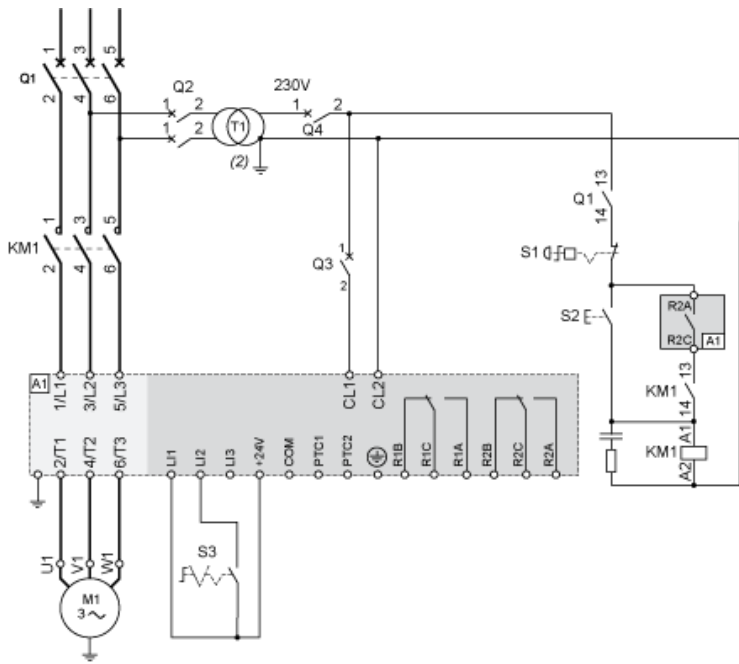 1 3 5
Q1
2 4 6
Q2
1 2
1 2
T1
(2)
230V
1 2
Q4
13
Q1
14
S1
S2
R2A
R2C
A1
1 3 5
KM1
2 4 6
1
Q3
2
13
KM1
14
A1
KM1
A2
A1
1/L1 3/L2 5/L3 CL1 CL2
2/T1 4/T2 6/T3 LI1 LI2 LI3 +24V COM PTC1 PTC2 R1B R1C R1A R2B R2C R2A
S3
U1 V1 W1
M1
3